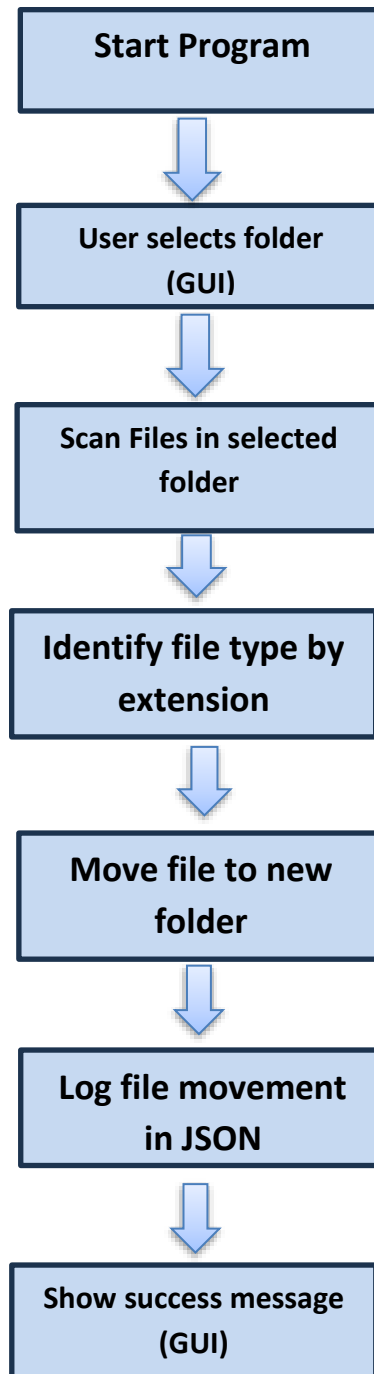 Start Program
User selects folder
(GUI)
Scan Files in selected
folder
Identify file type by
extension
Move file to new
folder
Log file movement
in JSON
Show success message
(GUI)